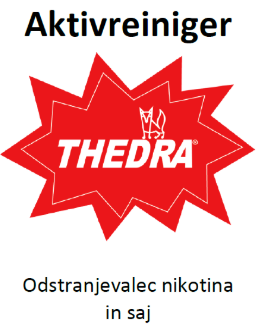 Aktivreiniger
THEDRA®
Odstranjevalec nikotina
in saj